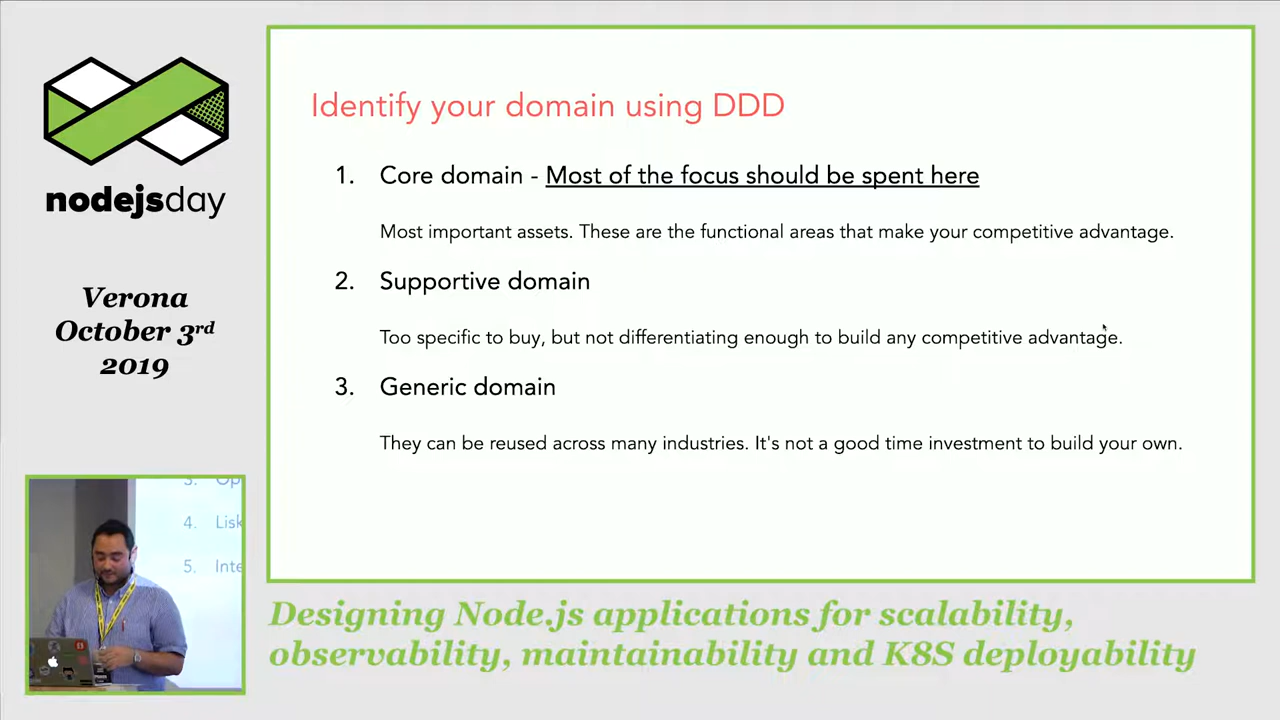 nodejsday
Verona
October 3rd
2019
Identify your domain using DDD
1. Core domain - Most of the focus should be spent here
Most important assets. These are the functional areas that make your competitive advantage.
2. Supportive domain
Too specific to buy, but not differentiating enough to build any competitive advantage.
3. Generic domain
They can be reused across many industries. It's not a good time investment to build your own.
3. Op
4. Lisk
5. Inte
Designing Node.js applications for scalability,
observability, maintainability and K8S deployability